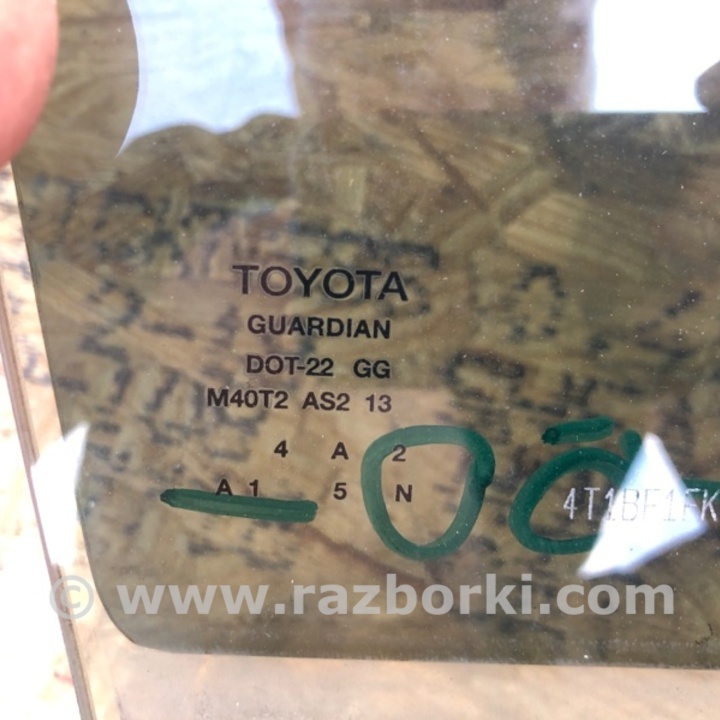 TOYOTA
GUARDIAN
DOT-22 GG
M40T2 AS2 13
4 A 2
A 1 5 N
4T1BF1FK
© www.razborki.com